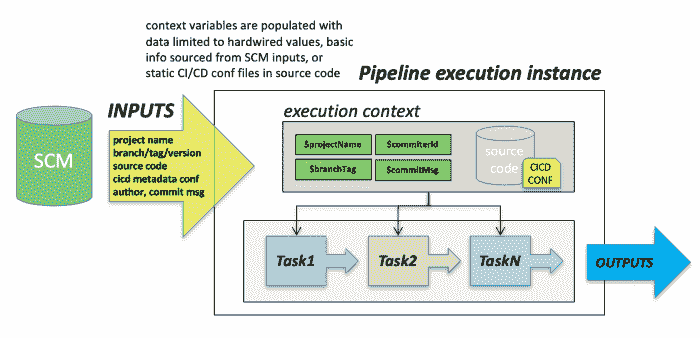 context variables are populated with
data limited to hardwired values, basic
info sourced from SCM inputs, or
static CI/CD conf files in source code
Pipeline execution instance
INPUTS
project name
branch/tag/version
source code
cicd metadata conf
author, commit msg
SCM
execution context
$projectName
$commiterId
$branchTag
$commitMsg
source
code
CICD
CONF
Task1
Task2
TaskN
OUTPUTS